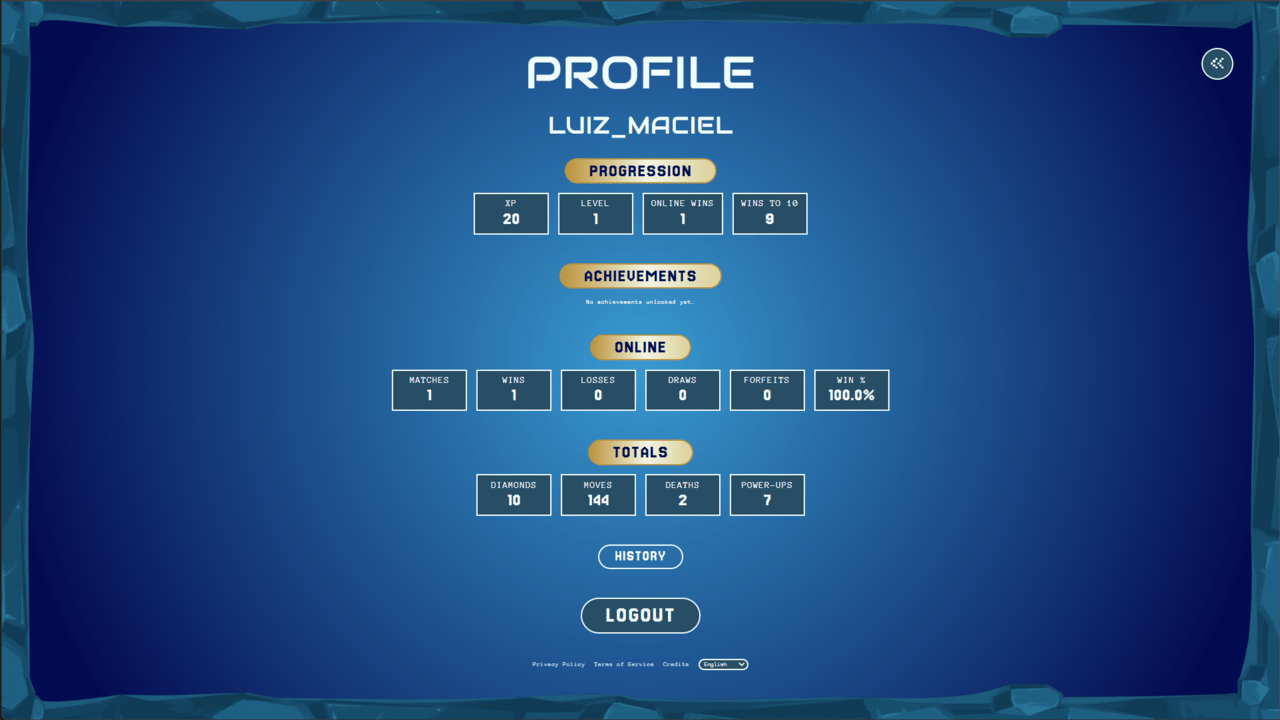 PROFILE
LUIZ_MACIEL
PROGRESSION
XP LEVEL ONLINE WINS WINS TO 10
20 1 1 9
ACHIEVEMENTS
No achievements unlocked yet.
ONLINE
MATCHES WINS LOSSES DRAWS FORFEITS WIN %
1 1 0 0 0 100.0%
TOTALS
DIAMONDS MOVES DEATHS POWER-UPS
10 144 2 7
HISTORY
LOGOUT
Privacy Policy Terms of Service Credits English